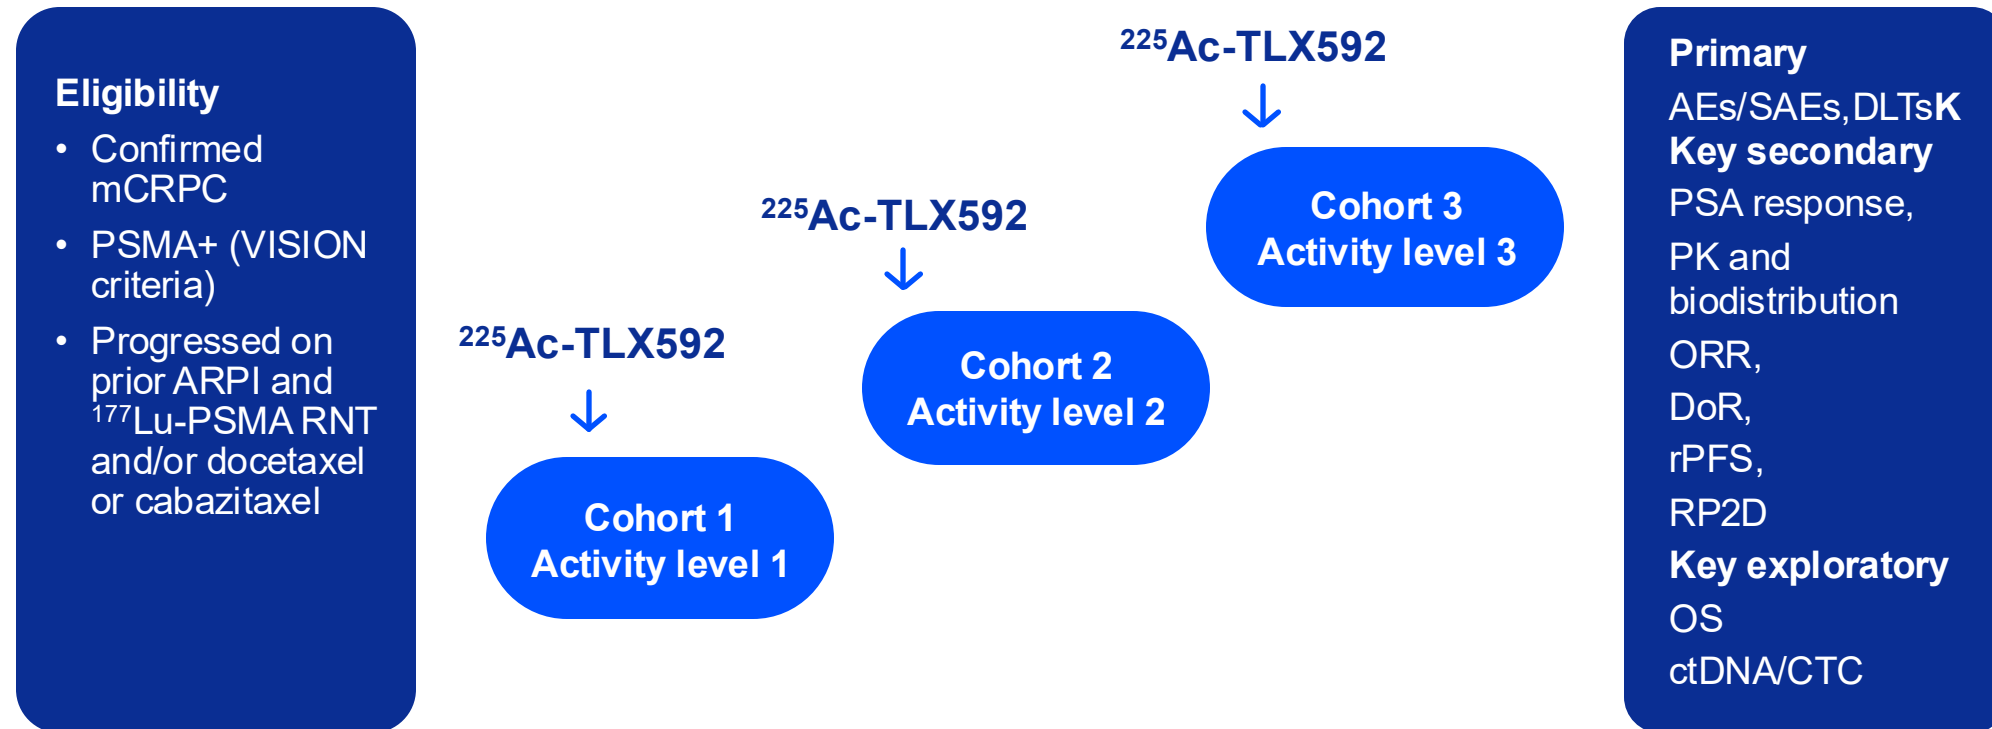 Eligibility
• Confirmed
mCRPC
• PSMA+ (VISION
criteria)
• Progressed on
prior ARPI and
¹⁷⁷Lu-PSMA RNT
and/or docetaxel
or cabazitaxel
²²⁵Ac-TLX592
Cohort 1
Activity level 1
²²⁵Ac-TLX592
Cohort 2
Activity level 2
²²⁵Ac-TLX592
Cohort 3
Activity level 3
Primary
AEs/SAEs,DLTsK
Key secondary
PSA response,
PK and
biodistribution
ORR,
DoR,
rPFS,
RP2D
Key exploratory
OS
ctDNA/CTC